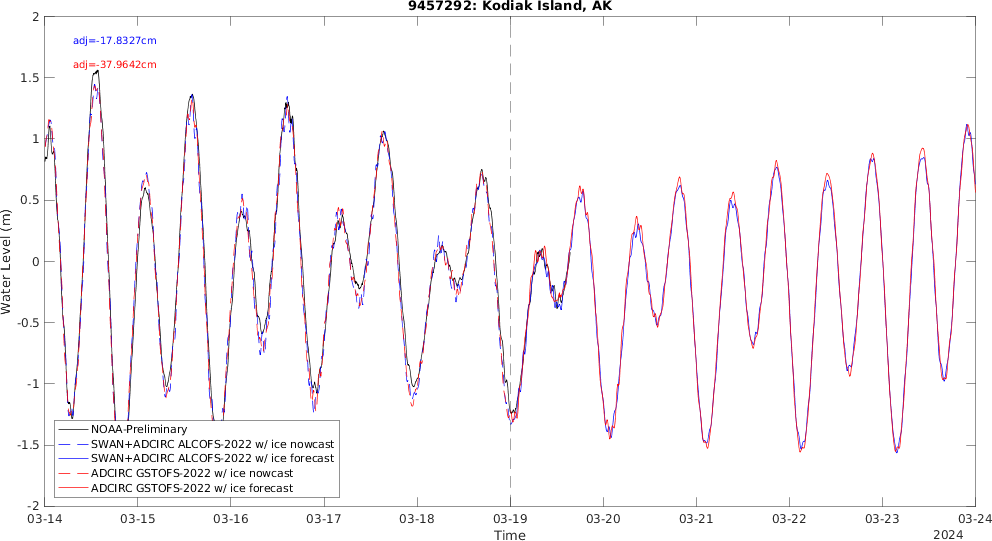 9457292: Kodiak Island, AK
adj=-17.8327cm
adj=-37.9642cm
2
1.5
1
0.5
0
-0.5
-1
-1.5
-2
Water Level (m)
NOAA-Preliminary
SWAN+ADCIRC ALCOFS-2022 w/ ice nowcast
SWAN+ADCIRC ALCOFS-2022 w/ ice forecast
ADCIRC GSTOFS-2022 w/ ice nowcast
ADCIRC GSTOFS-2022 w/ ice forecast
03-14 03-15 03-16 03-17 03-18 03-19 03-20 03-21 03-22 03-23 03-24
Time
2024